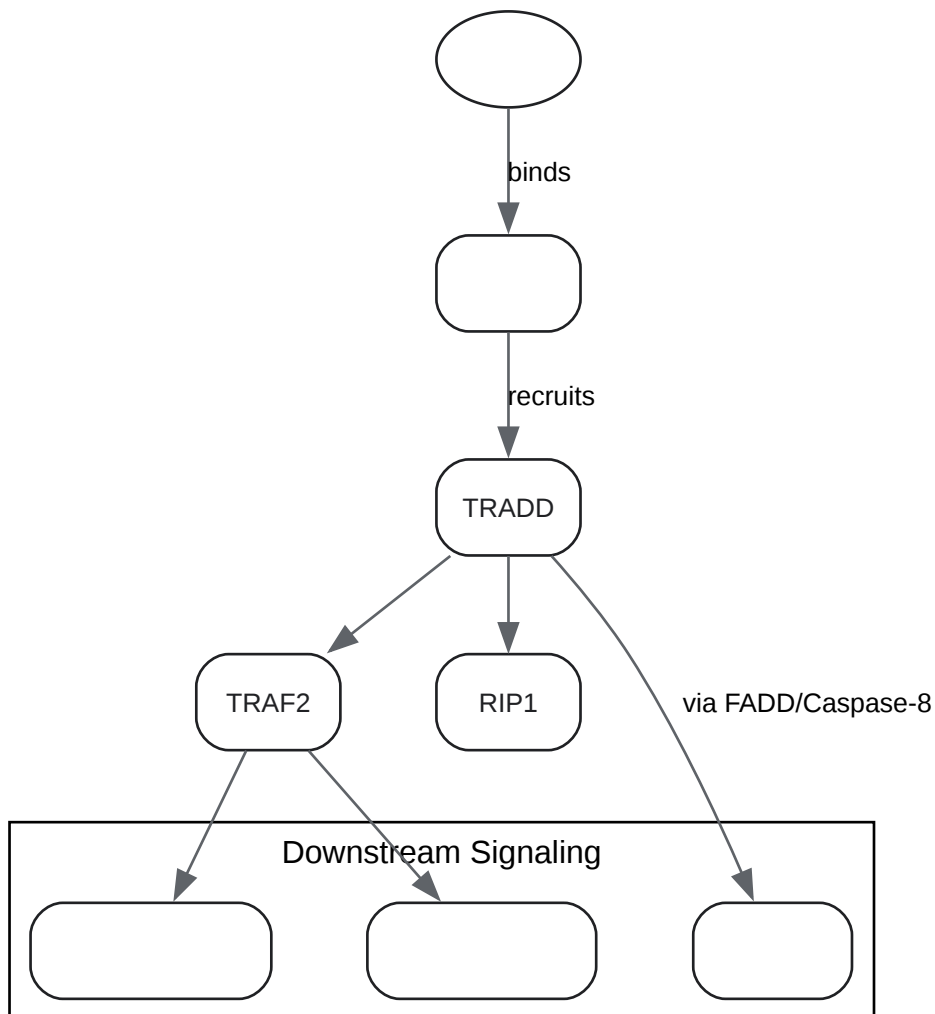 binds
recruits
TRADD
TRAF2
RIP1
via FADD/Caspase-8
Downstream Signaling